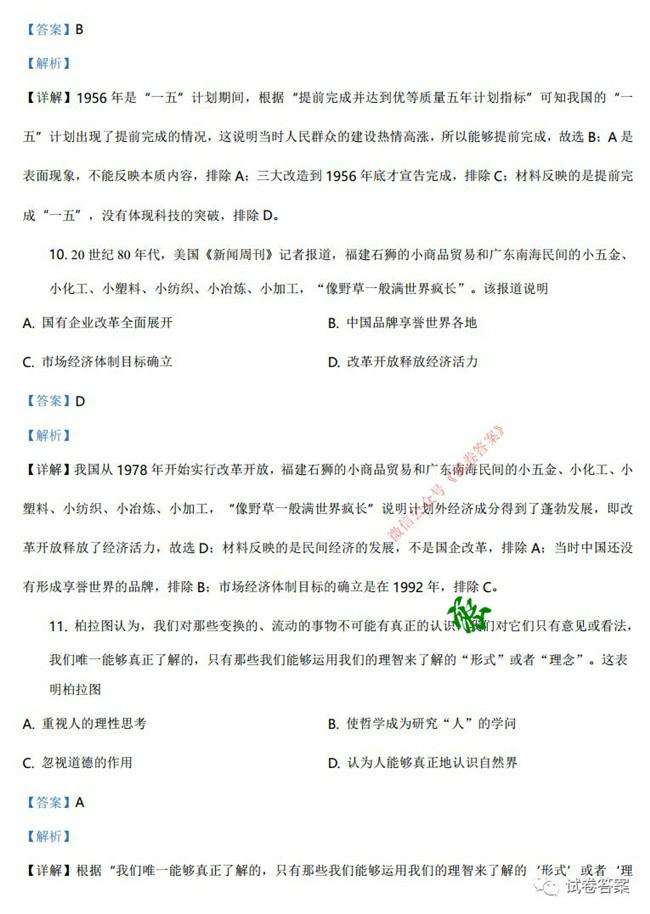 【答案】B
【解析】
【详解】1956 年是“一五”计划期间，根据“提前完成并达到优等质量五年计划指标”可知我国的“一
五”计划出现了提前完成的情况，这说明当时人民群众的建设热情高涨，所以能够提前完成，故选 B；A 是
表面现象，不能反映本质内容，排除 A；三大改造到 1956 年底才宣告完成，排除 C；材料反映的是提前完
成“一五”，没有体现科技的突破，排除 D。
10. 20 世纪 80 年代，美国《新闻周刊》记者报道，福建石狮的小商品贸易和广东南海民间的小五金、
小化工、小塑料、小纺织、小冶炼、小加工，“像野草一般满世界疯长”。该报道说明
A. 国有企业改革全面展开 B. 中国品牌享誉世界各地
C. 市场经济体制目标确立 D. 改革开放释放经济活力
【答案】D
【解析】
【详解】我国从 1978 年开始实行改革开放，福建石狮的小商品贸易和广东南海民间的小五金、小化工、小
塑料、小纺织、小冶炼、小加工，“像野草一般满世界疯长”说明计划外经济成分得到了蓬勃发展，即改
革开放释放了经济活力，故选 D；材料反映的是民间经济的发展，不是国企改革，排除 A；当时中国还没
有形成享誉世界的品牌，排除 B；市场经济体制目标的确立是在 1992 年，排除 C。
微信公众号《试卷答案》
11. 柏拉图认为，我们对那些变换的、流动的事物不可能有真正的认识，我们对它们只有意见或看法，
我们唯一能够真正了解的，只有那些我们能够运用我们的理智来了解的“形式”或者“理念”。这表
明柏拉图
A. 重视人的理性思考 B. 使哲学成为研究“人”的学问
C. 忽视道德的作用 D. 认为人能够真正地认识自然界
【答案】A
【解析】
【详解】根据“我们唯一能够真正了解的，只有那些我们能够运用我们的理智来了解的‘形式’或者‘理
试卷答案